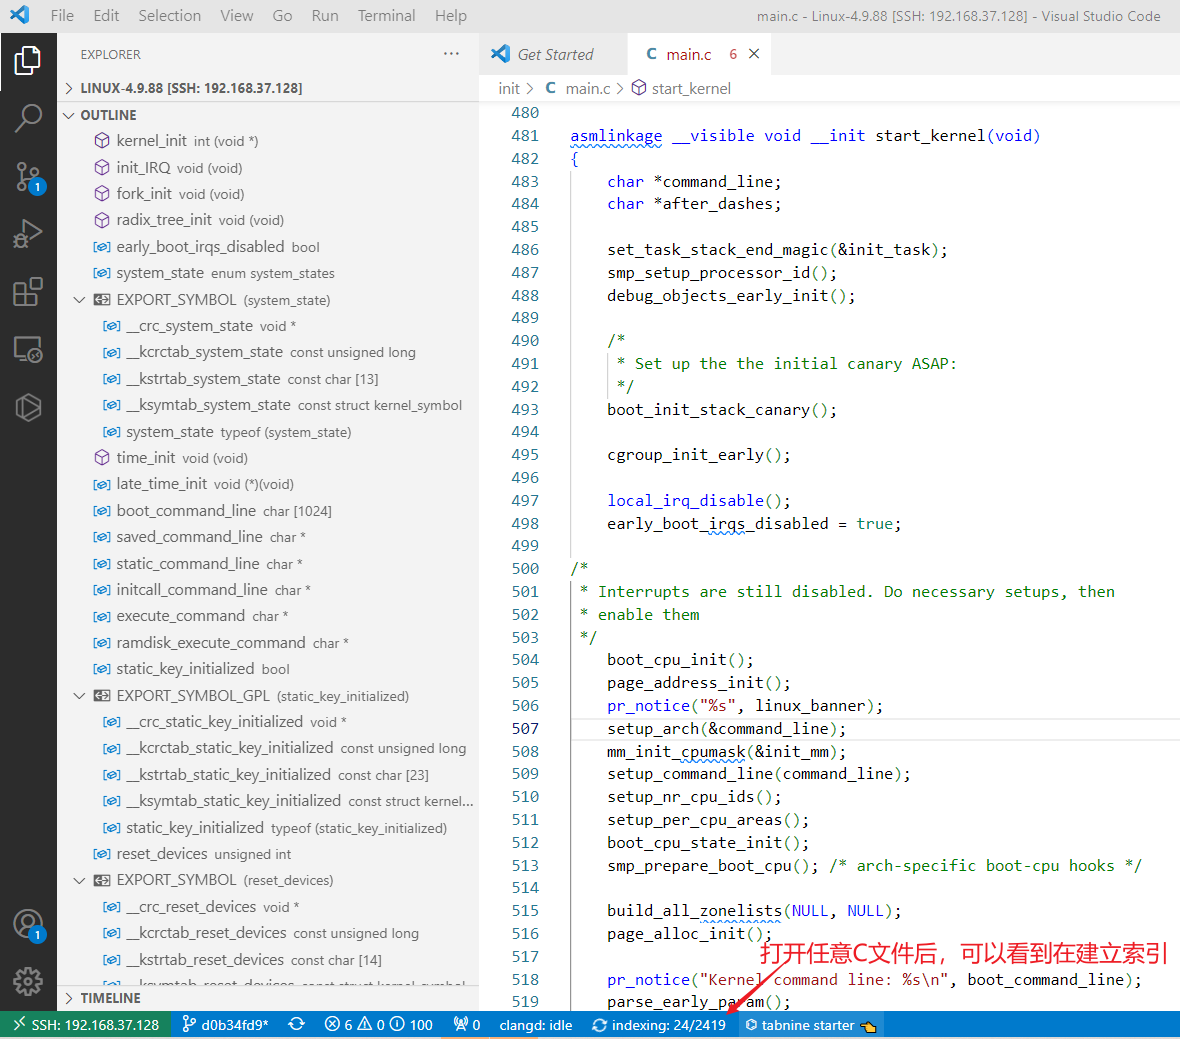 File Edit Selection View Go Run Terminal Help
main.c - Linux-4.9.88 [SSH: 192.168.37.128] - Visual Studio Code
EXPLORER ···
LINUX-4.9.88 [SSH: 192.168.37.128]
OUTLINE
kernel_init int (void *)
init_IRQ void (void)
fork_init void (void)
radix_tree_init void (void)
early_boot_irqs_disabled bool
system_state enum system_states
EXPORT_SYMBOL (system_state)
__crc_system_state void *
__kcrctab_system_state const unsigned long
__kstrtab_system_state const char [13]
__ksymtab_system_state const struct kernel_symbol
system_state typeof (system_state)
time_init void (void)
late_time_init void (*)(void)
boot_command_line char [1024]
saved_command_line char *
static_command_line char *
initcall_command_line char *
execute_command char *
ramdisk_execute_command char *
static_key_initialized bool
EXPORT_SYMBOL_GPL (static_key_initialized)
__crc_static_key_initialized void *
__kcrctab_static_key_initialized const unsigned long
__kstrtab_static_key_initialized const char [23]
__ksymtab_static_key_initialized const struct kernel...
static_key_initialized typeof (static_key_initialized)
reset_devices unsigned int
EXPORT_SYMBOL (reset_devices)
__crc_reset_devices void *
__kcrctab_reset_devices const unsigned long
__kstrtab_reset_devices const char [14]
__ksymtab_reset_devices const struct kernel_symbol
TIMELINE
Get Started
C main.c 6
init > C main.c > start_kernel
480
481 asmlinkage __visible void __init start_kernel(void)
482 {
483 char *command_line;
484 char *after_dashes;
485
486 set_task_stack_end_magic(&init_task);
487 smp_setup_processor_id();
488 debug_objects_early_init();
489
490 /*
491 * Set up the the initial canary ASAP:
492 */
493 boot_init_stack_canary();
494
495 cgroup_init_early();
496
497 local_irq_disable();
498 early_boot_irqs_disabled = true;
499
500 /*
501 * Interrupts are still disabled. Do necessary setups, then
502 * enable them
503 */
504 boot_cpu_init();
505 page_address_init();
506 pr_notice("%s", linux_banner);
507 setup_arch(&command_line);
508 mm_init_cpumask(&init_mm);
509 setup_command_line(command_line);
510 setup_nr_cpu_ids();
511 setup_per_cpu_areas();
512 boot_cpu_state_init();
513 smp_prepare_boot_cpu(); /* arch-specific boot-cpu hooks */
514
515 build_all_zonelists(NULL, NULL);
516 page_alloc_init();
517
打开任意C文件后，可以看到在建立索引
518 pr_notice("Kernel command line: %s\n", boot_command_line);
519 parse_early_param();
1
1
SSH: 192.168.37.128 d0b34fd9* 6 0 100 0 clangd: idle indexing: 24/2419 tabnine starter